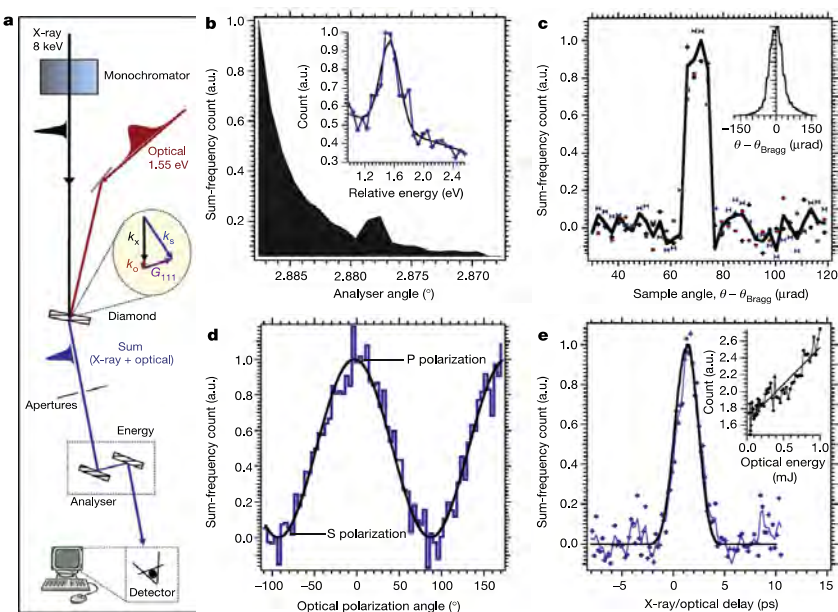 a
X-ray
8 keV
Monochromator
Optical
1.55 eV
kx
ks
ko
G111
Diamond
Sum
(X-ray + optical)
Apertures
Energy
Analyser
Detector
b
Sum-frequency count (a.u.)
1.0
0.8
0.6
0.4
0.2
2.885 2.880 2.875 2.870
Analyser angle (°)
Count (a.u.)
1.0
0.9
0.8
0.7
0.6
0.5
0.4
0.3
1.2 1.6 2.0 2.4
Relative energy (eV)
c
Sum-frequency count (a.u.)
1.0
0.8
0.6
0.4
0.2
0.0
40 60 80 100 120
Sample angle, θ – θBragg (μrad)
−150 0 150
θ - θBragg (μrad)
d
Sum-frequency count (a.u.)
1.0
0.8
0.6
0.4
0.2
0.0
P polarization
S polarization
−100 −50 0 50 100 150
Optical polarization angle (°)
e
Sum-frequency count (a.u.)
1.0
0.8
0.6
0.4
0.2
0.0
−5 0 5 10 15
X-ray/optical delay (ps)
Count (a.u.)
2.6
2.4
2.2
2.0
1.8
1.6
0.0 0.5 1.0
Optical energy
(mJ)